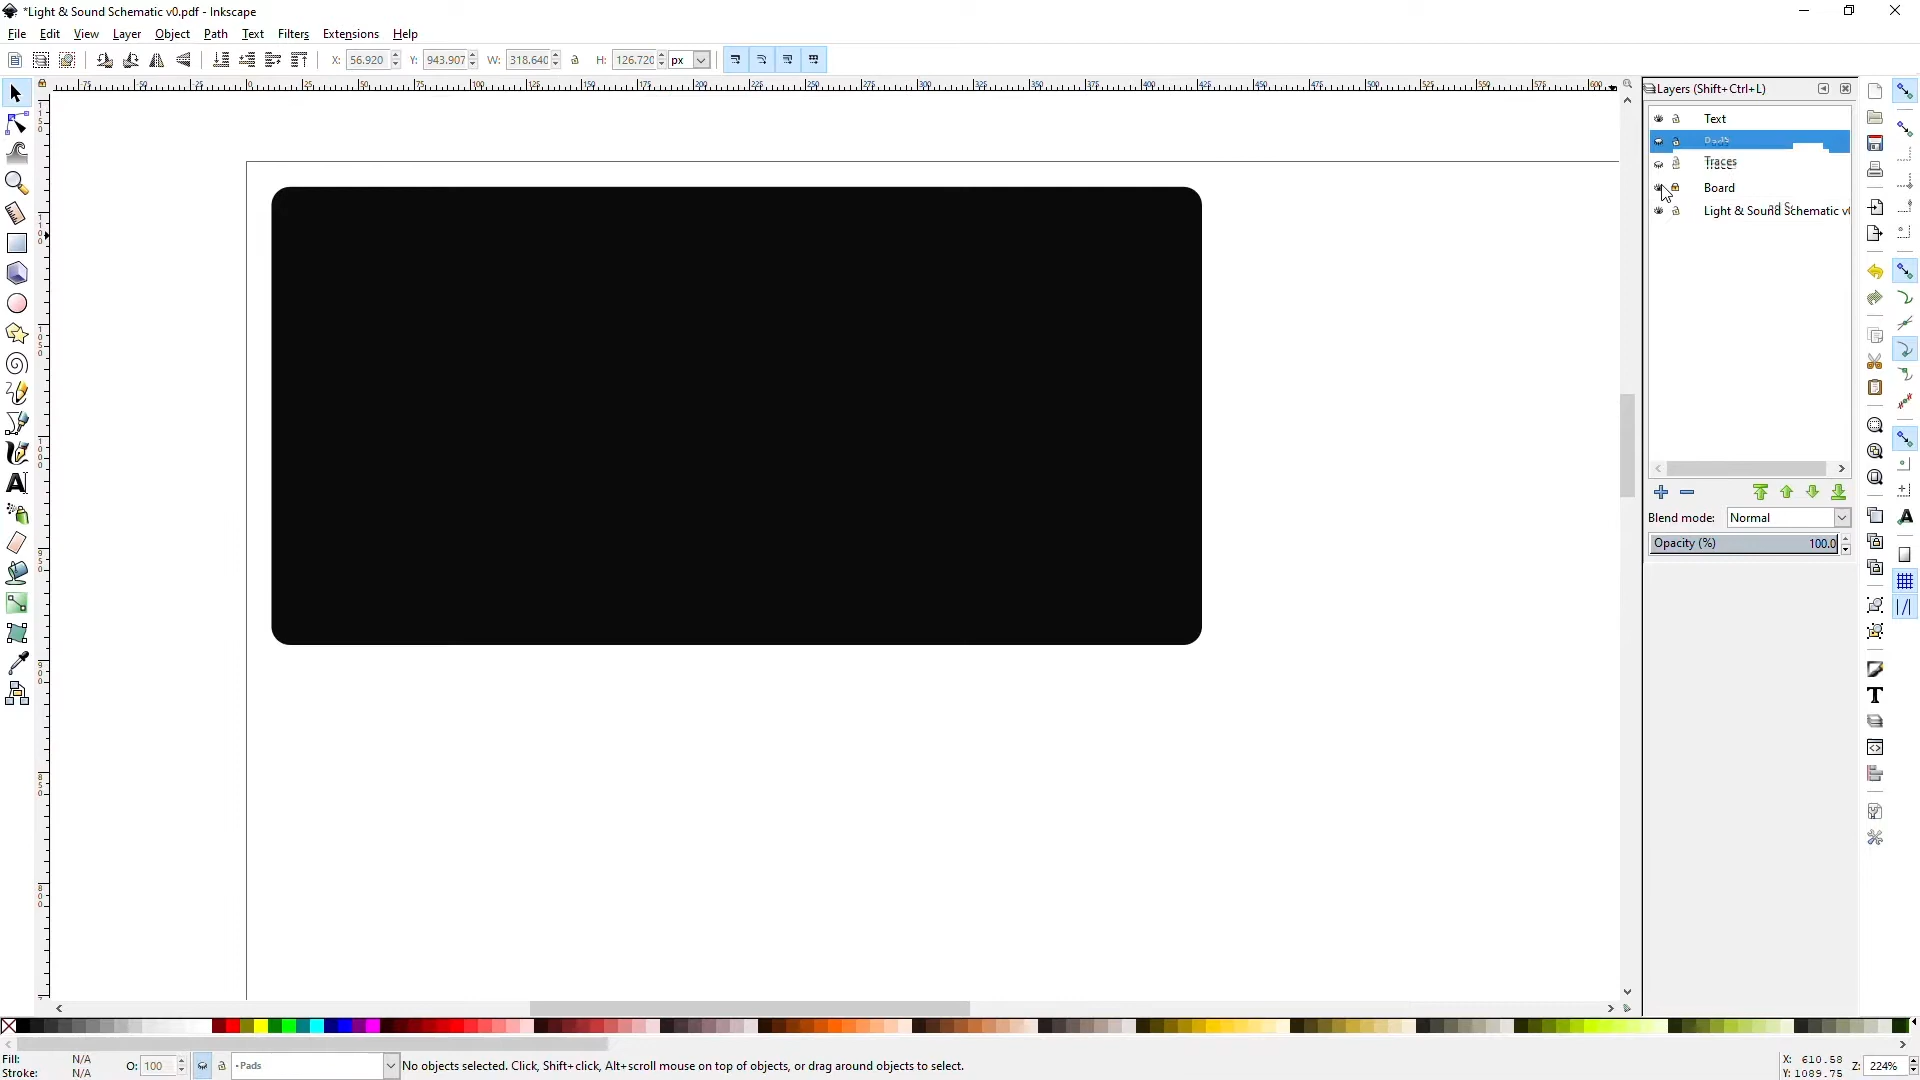 *Light & Sound Schematic v0.pdf - Inkscape
File Edit View Layer Object Path Text Filters Extensions Help
X: 56.920 Y: 943.907 W: 318.640 H: 126.720 px
Layers (Shift+Ctrl+L)
Text
Pads
Traces
Board
Light & Sound Schematic v
Blend mode: Normal
Opacity (%) 100.0
Fill: N/A
Stroke: N/A
O: 100
•Pads
No objects selected. Click, Shift+click, Alt+scroll mouse on top of objects, or drag around objects to select.
X: 610.58
Y: 1089.75
Z: 224%